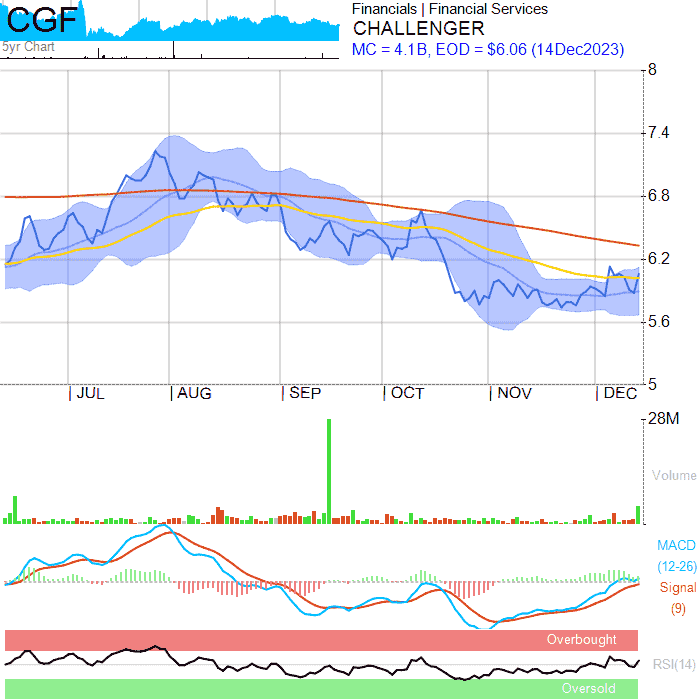 CGF
5yr Chart
Financials | Financial Services
CHALLENGER
MC = 4.1B, EOD = $6.06 (14Dec2023)
8
7.4
6.8
6.2
5.6
5
JUL AUG SEP OCT NOV DEC
28M
Volume
MACD
(12-26)
Signal
(9)
Overbought
RSI(14)
Oversold